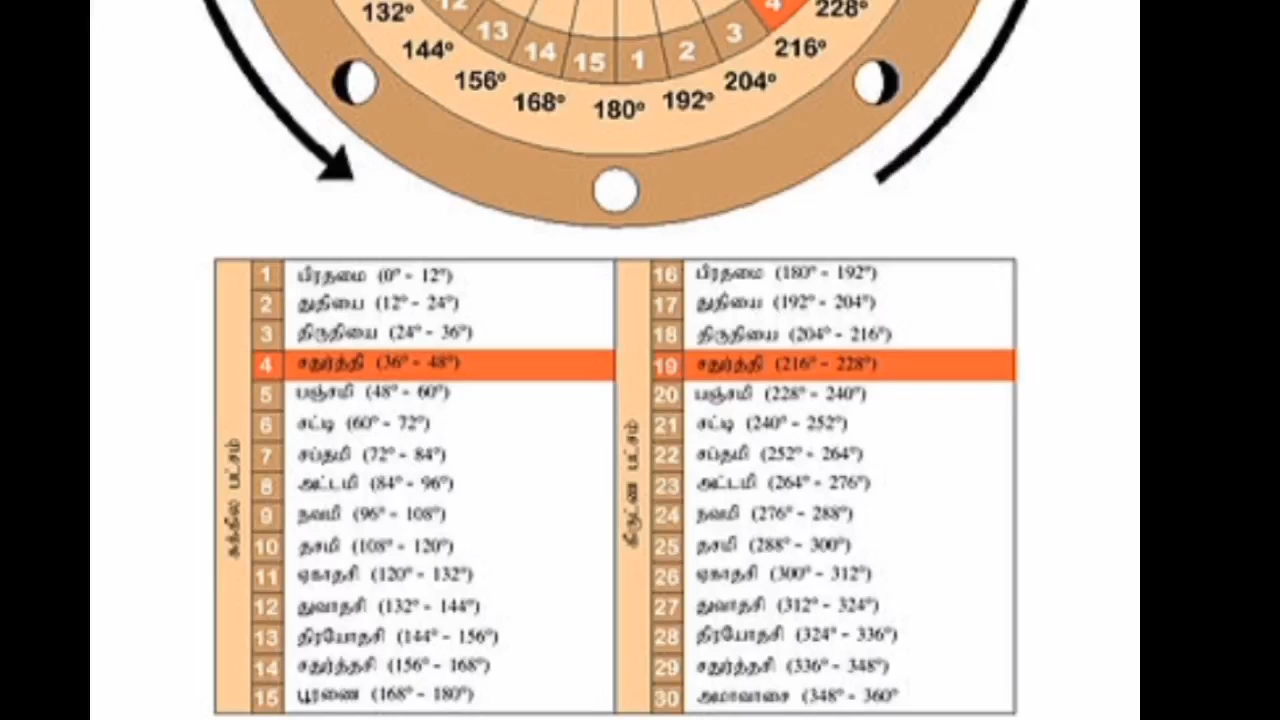 132° 12 4 228°
144° 13 14 15 1 2 3 216°
156° 204°
168° 180° 192°
சுக்கில பட்சம்
1 பிரதமை (0° - 12°)
2 துதியை (12° - 24°)
3 திருதியை (24° - 36°)
4 சதுர்த்தி (36° - 48°)
5 பஞ்சமி (48° - 60°)
6 சட்டி (60° - 72°)
7 சப்தமி (72° - 84°)
8 அட்டமி (84° - 96°)
9 நவமி (96° - 108°)
10 தசமி (108° - 120°)
11 ஏகாதசி (120° - 132°)
12 துவாதசி (132° - 144°)
13 திரயோதசி (144° - 156°)
14 சதுர்த்தசி (156° - 168°)
15 பூரணை (168° - 180°)
கிருட்ண பட்சம்
16 பிரதமை (180° - 192°)
17 துதியை (192° - 204°)
18 திருதியை (204° - 216°)
19 சதுர்த்தி (216° - 228°)
20 பஞ்சமி (228° - 240°)
21 சட்டி (240° - 252°)
22 சப்தமி (252° - 264°)
23 அட்டமி (264° - 276°)
24 நவமி (276° - 288°)
25 தசமி (288° - 300°)
26 ஏகாதசி (300° - 312°)
27 துவாதசி (312° - 324°)
28 திரயோதசி (324° - 336°)
29 சதுர்த்தசி (336° - 348°)
30 அமாவாசை (348° - 360°